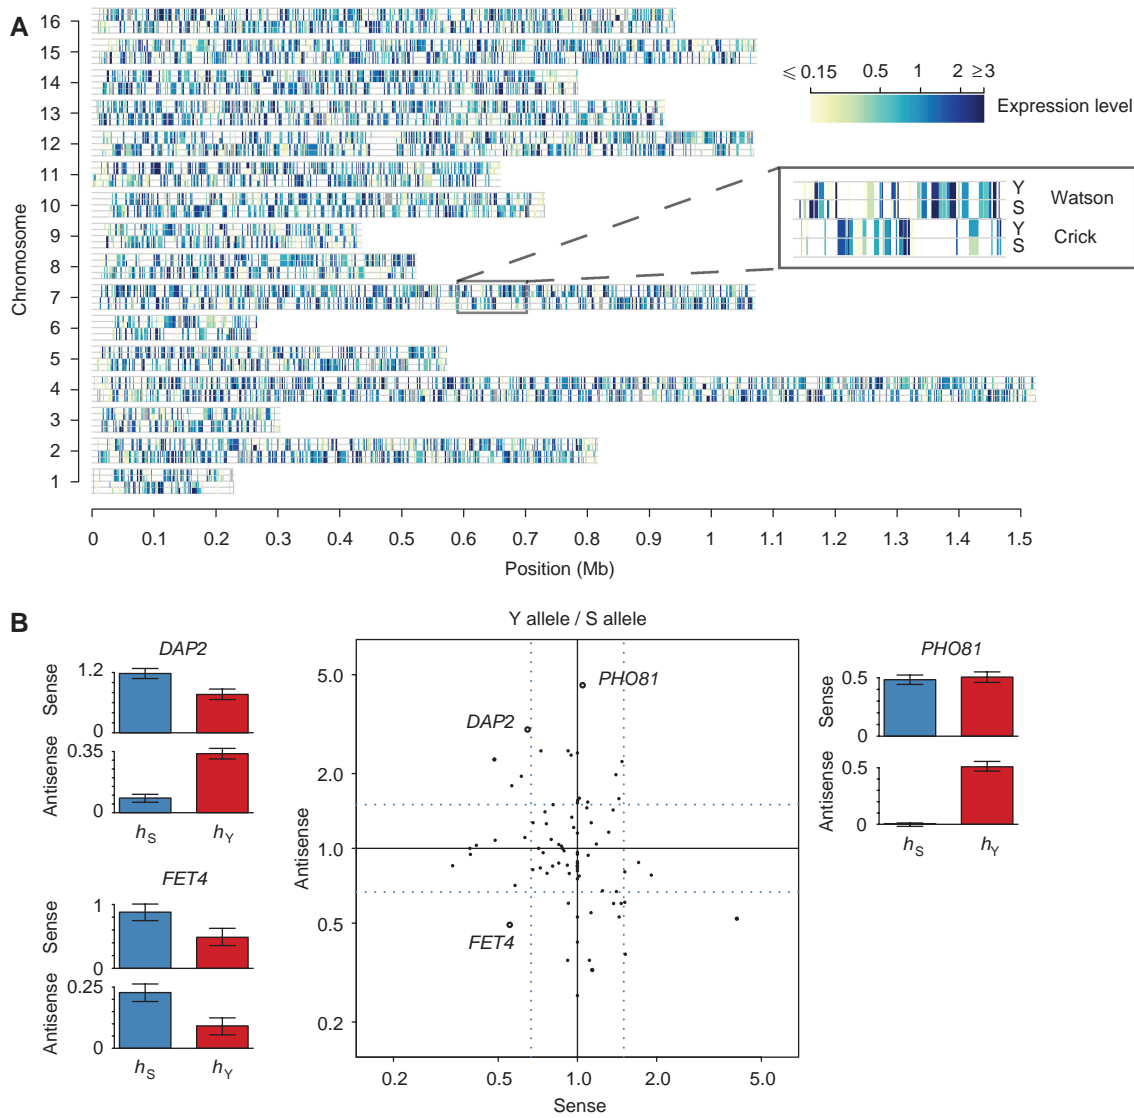 A
16
15
14
13
12
11
10
9
8
7
6
5
4
3
2
1
Chromosome
⩽ 0.15 0.5 1 2 ≥3
Expression level
Y
S
Watson
Y
S
Crick
0 0.1 0.2 0.3 0.4 0.5 0.6 0.7 0.8 0.9 1 1.1 1.2 1.3 1.4 1.5
Position (Mb)
B
DAP2
1.2
0
Sense
0.35
0
Antisense
hS hY
FET4
1
0
Sense
0.25
0
Antisense
hS hY
Y allele / S allele
5.0
2.0
1.0
0.5
0.2
Antisense
PHO81
DAP2
FET4
0.2 0.5 1.0 2.0 5.0
Sense
PHO81
0.5
0
Sense
0.5
0
Antisense
hS hY